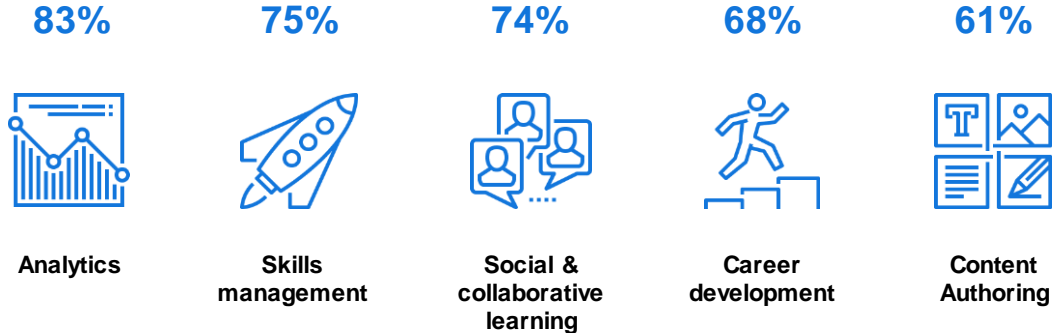 83%
75%
74%
68%
61%
T
Analytics
Skills
management
Social &
collaborative
learning
Career
development
Content
Authoring